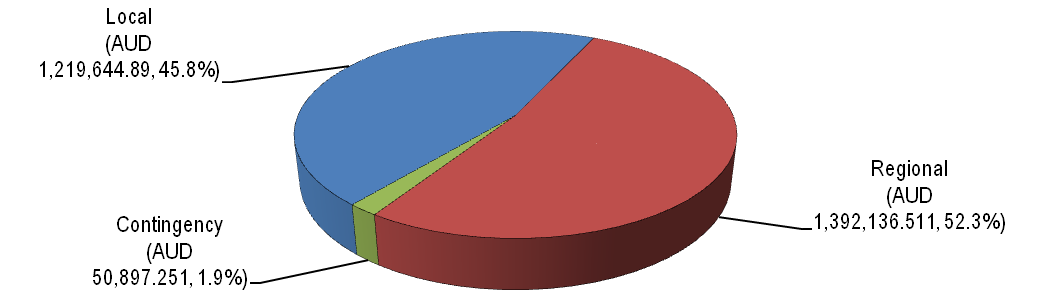 Local
(AUD
1,219,644.89, 45.8%)
Regional
(AUD
1,392,136.511, 52.3%)
Contingency
(AUD
50,897.251, 1.9%)